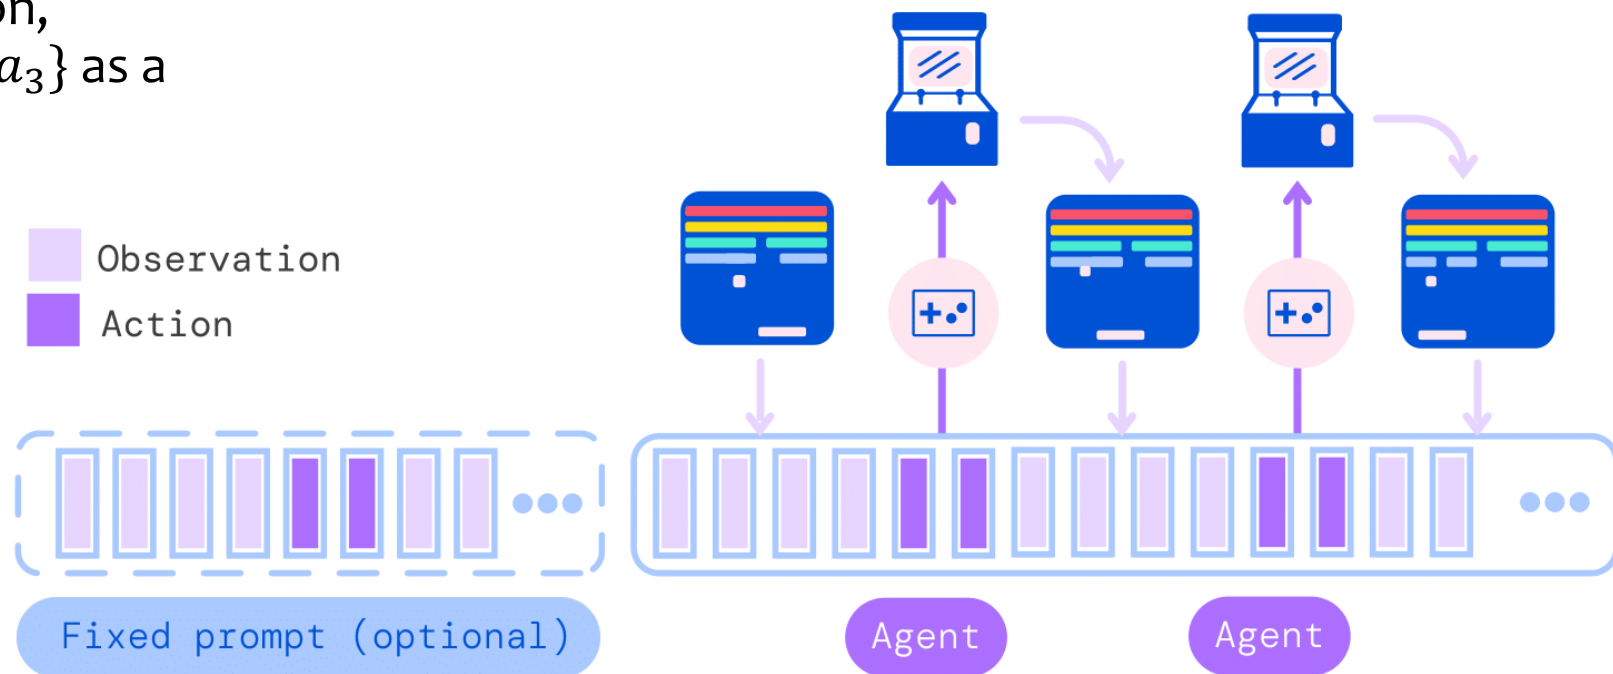 on,
a₃} as a
Observation
Action
Fixed prompt (optional)
Agent
Agent